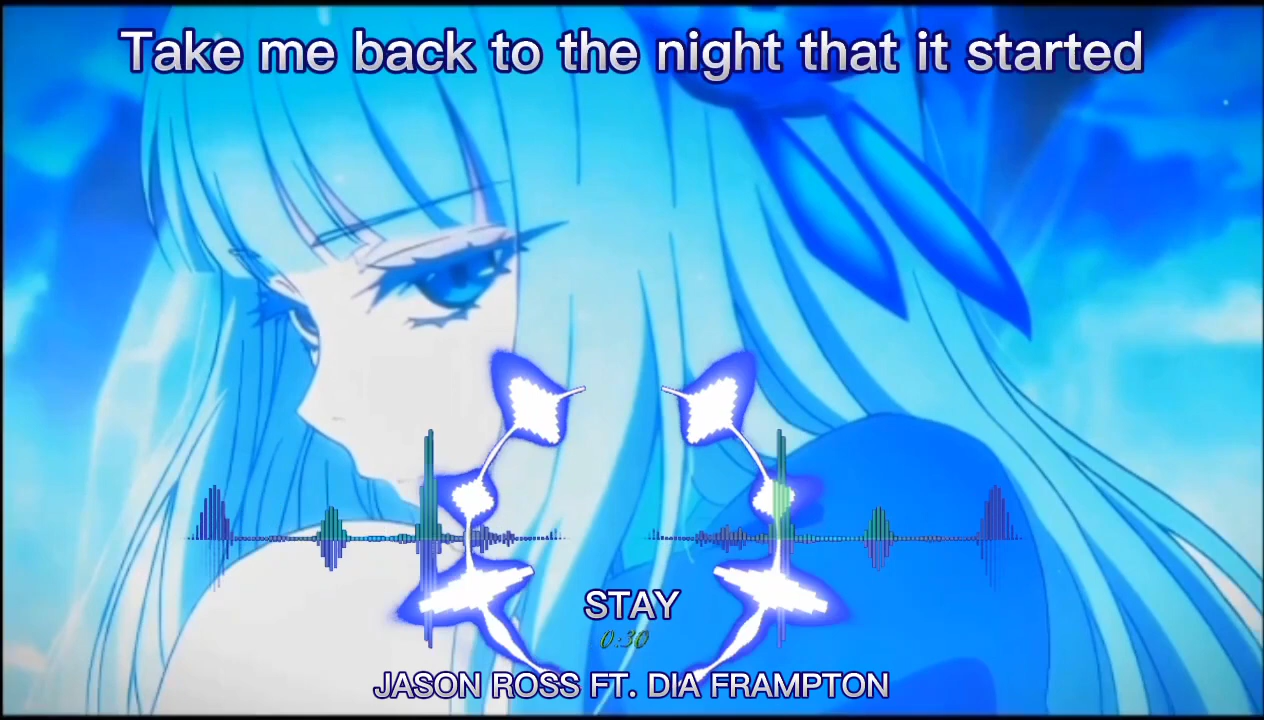 Take me back to the night that it started
STAY
0:30
JASON ROSS FT. DIA FRAMPTON